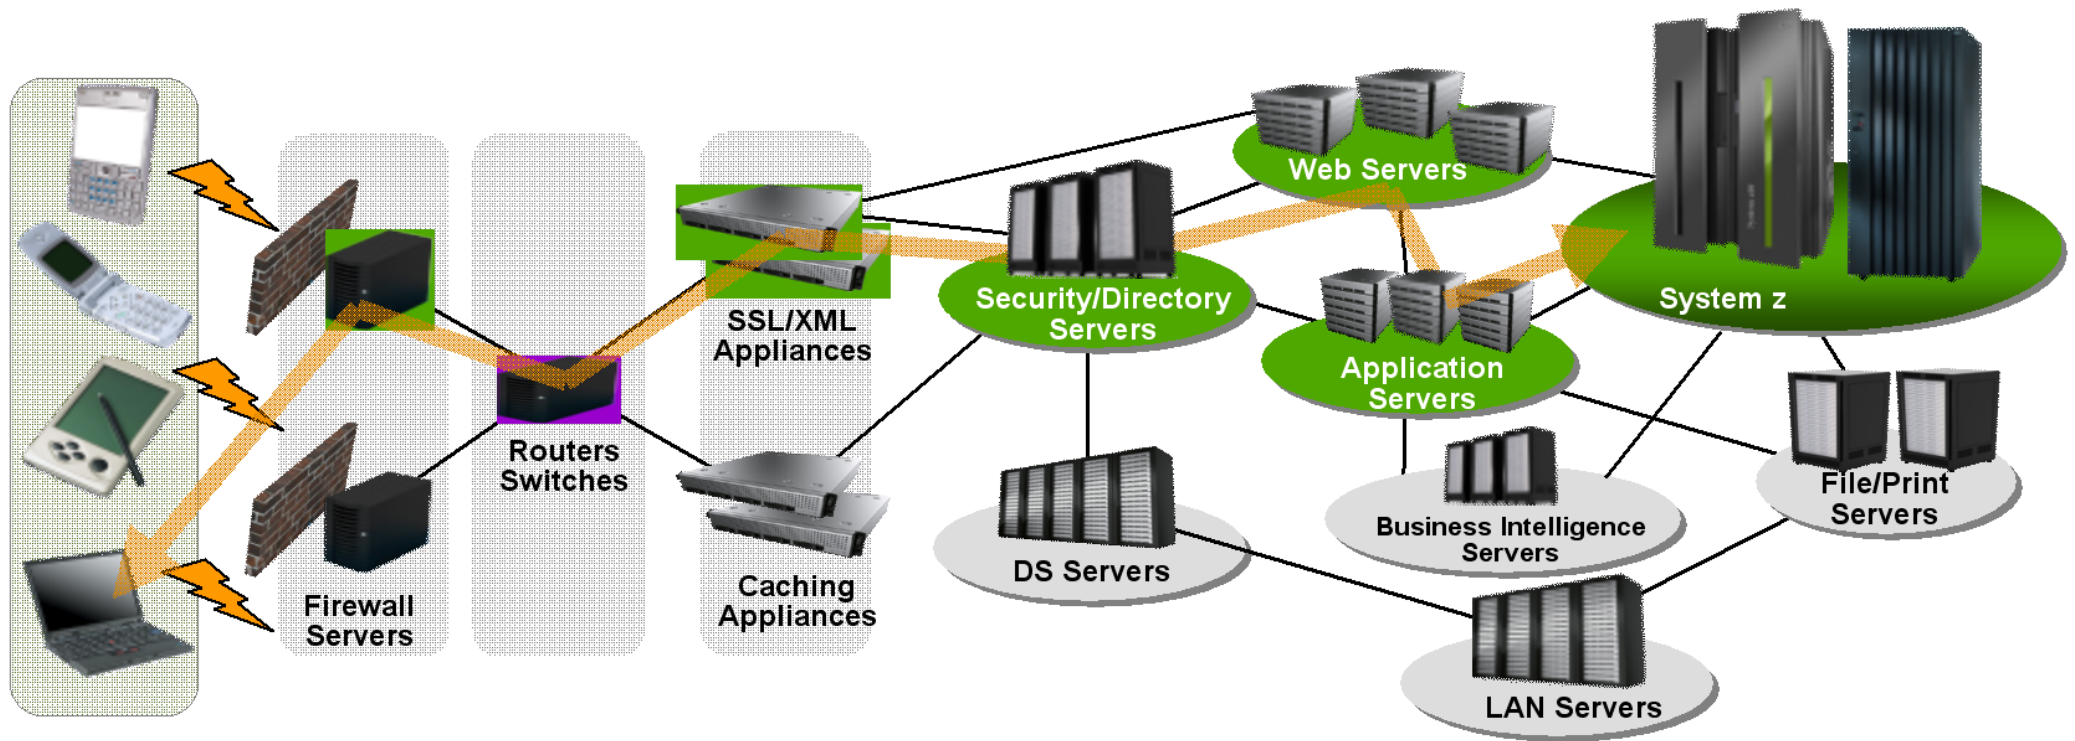 Firewall
Servers
Routers
Switches
SSL/XML
Appliances
Caching
Appliances
Security/Directory
Servers
DS Servers
Web Servers
Application
Servers
Business Intelligence
Servers
LAN Servers
System z
File/Print
Servers